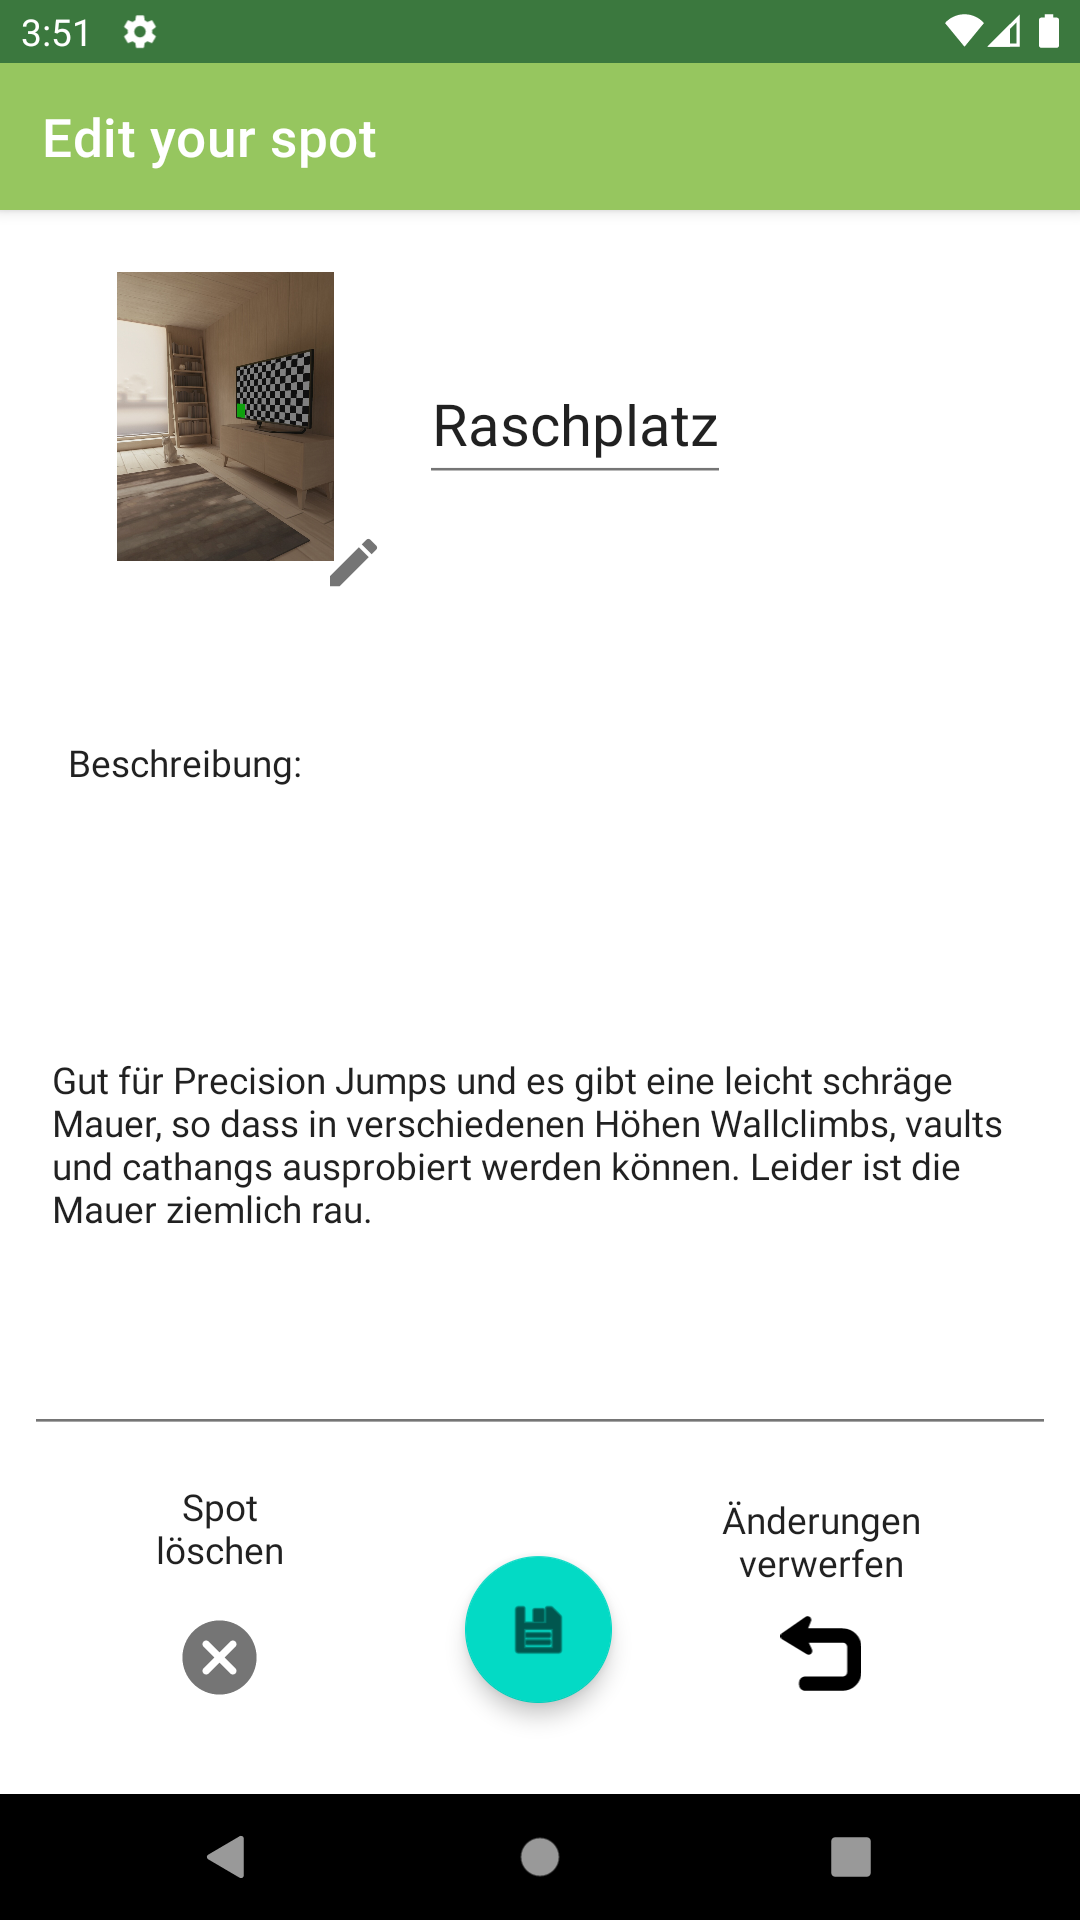 3:51
Edit your spot
Raschplatz
Beschreibung:
Gut für Precision Jumps und es gibt eine leicht schräge
Mauer, so dass in verschiedenen Höhen Wallclimbs, vaults
und cathangs ausprobiert werden können. Leider ist die
Mauer ziemlich rau.
Spot
löschen
Änderungen
verwerfen